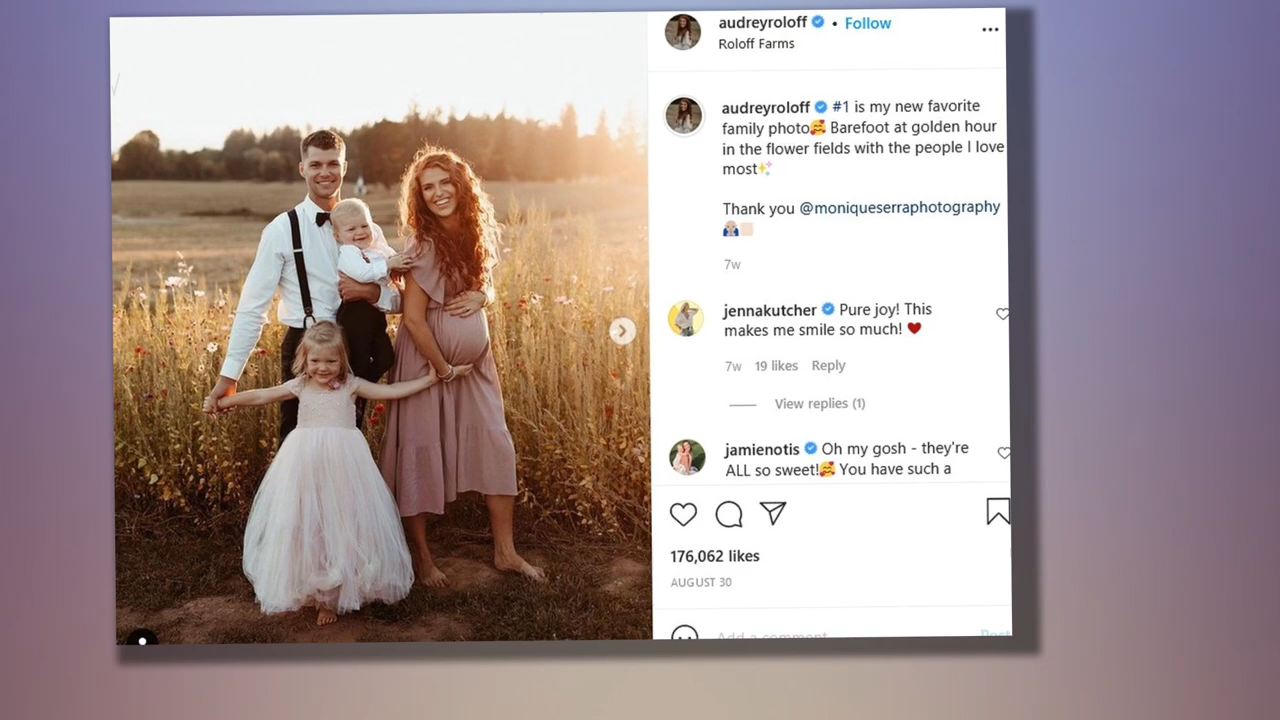 audreyroloff • Follow
Roloff Farms
audreyroloff #1 is my new favorite
family photo🥰 Barefoot at golden hour
in the flower fields with the people I love
most✨
Thank you @moniqueserraphotography
7w
jennakutcher Pure joy! This
makes me smile so much! ♥
7w 19 likes Reply
View replies (1)
jamienotis Oh my gosh - they're
ALL so sweet!🥰 You have such a
176,062 likes
AUGUST 30
Add a comment
Post